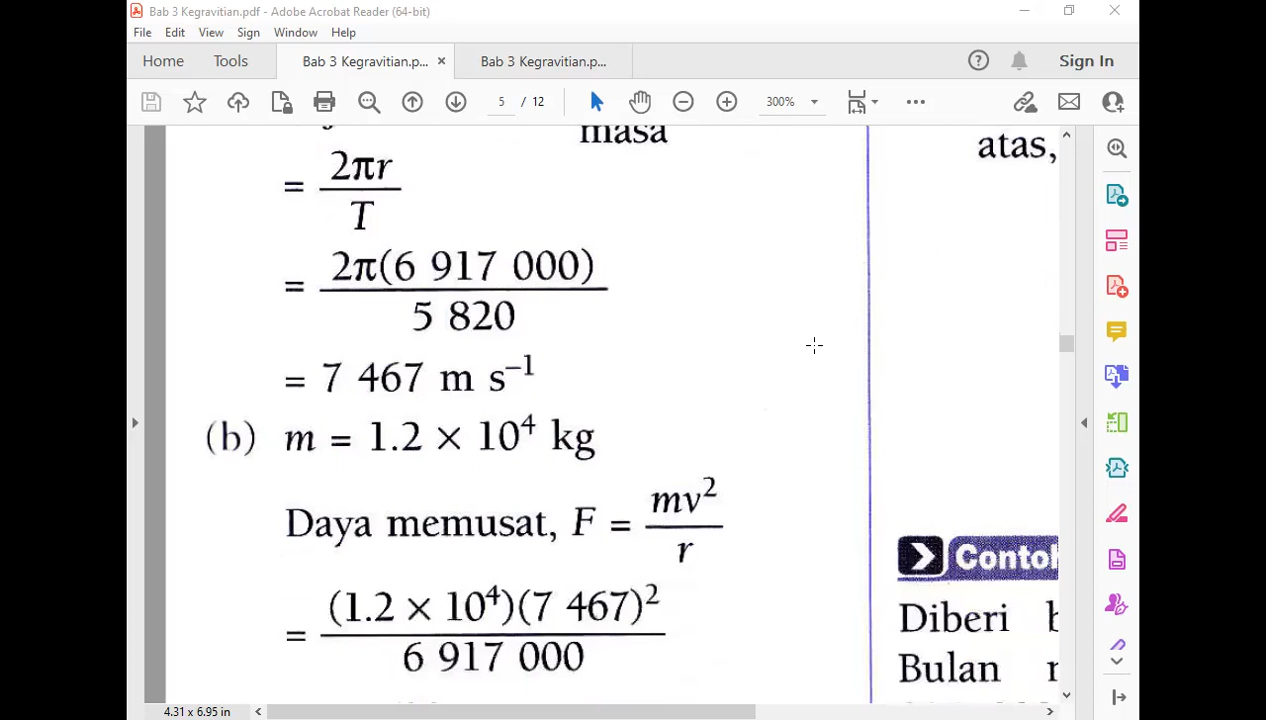 Bab 3 Kegravitian.pdf - Adobe Acrobat Reader (64-bit)
File Edit View Sign Window Help
Home Tools Bab 3 Kegravitian.p... × Bab 3 Kegravitian.p... Sign In
5 / 12 300%
masa
= 2πr / T
= 2π(6 917 000) / 5 820
= 7 467 m s⁻¹
(b) m = 1.2 × 10⁴ kg
Daya memusat, F = mv² / r
= (1.2 × 10⁴)(7 467)² / 6 917 000
atas,
Diberi
Bulan
4.31 x 6.95 in